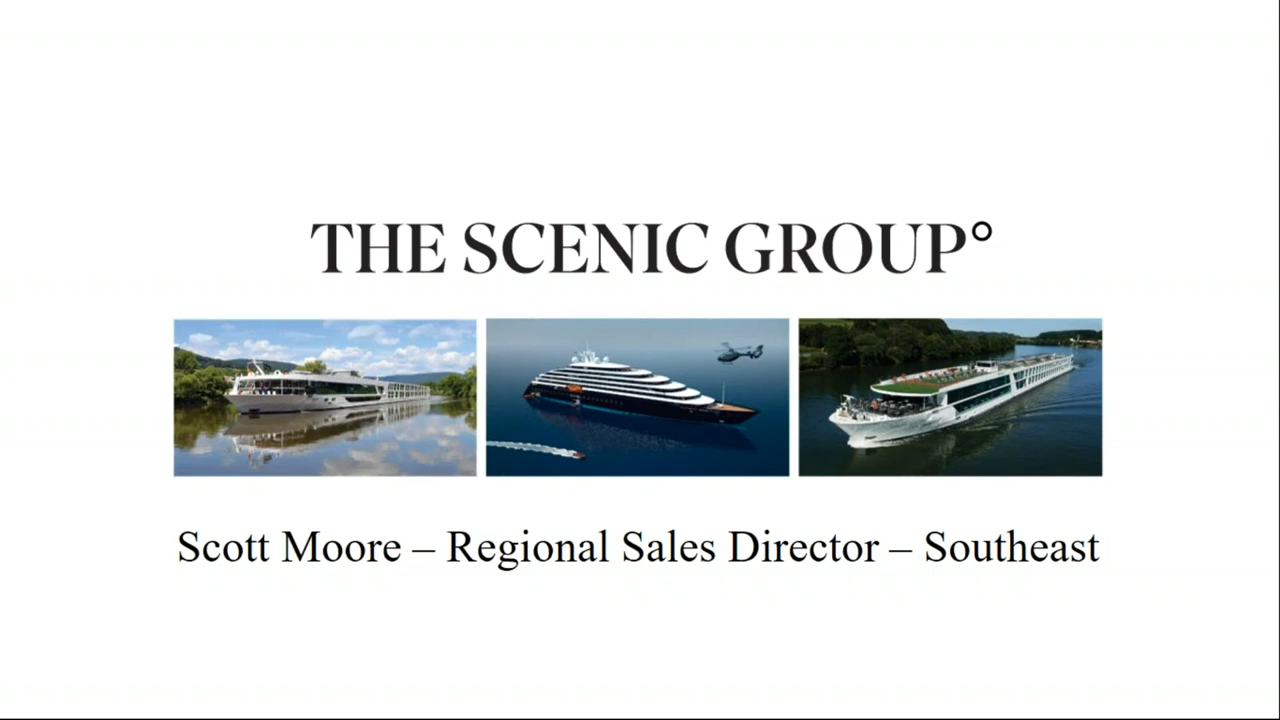 THE SCENIC GROUP°
Scott Moore – Regional Sales Director – Southeast